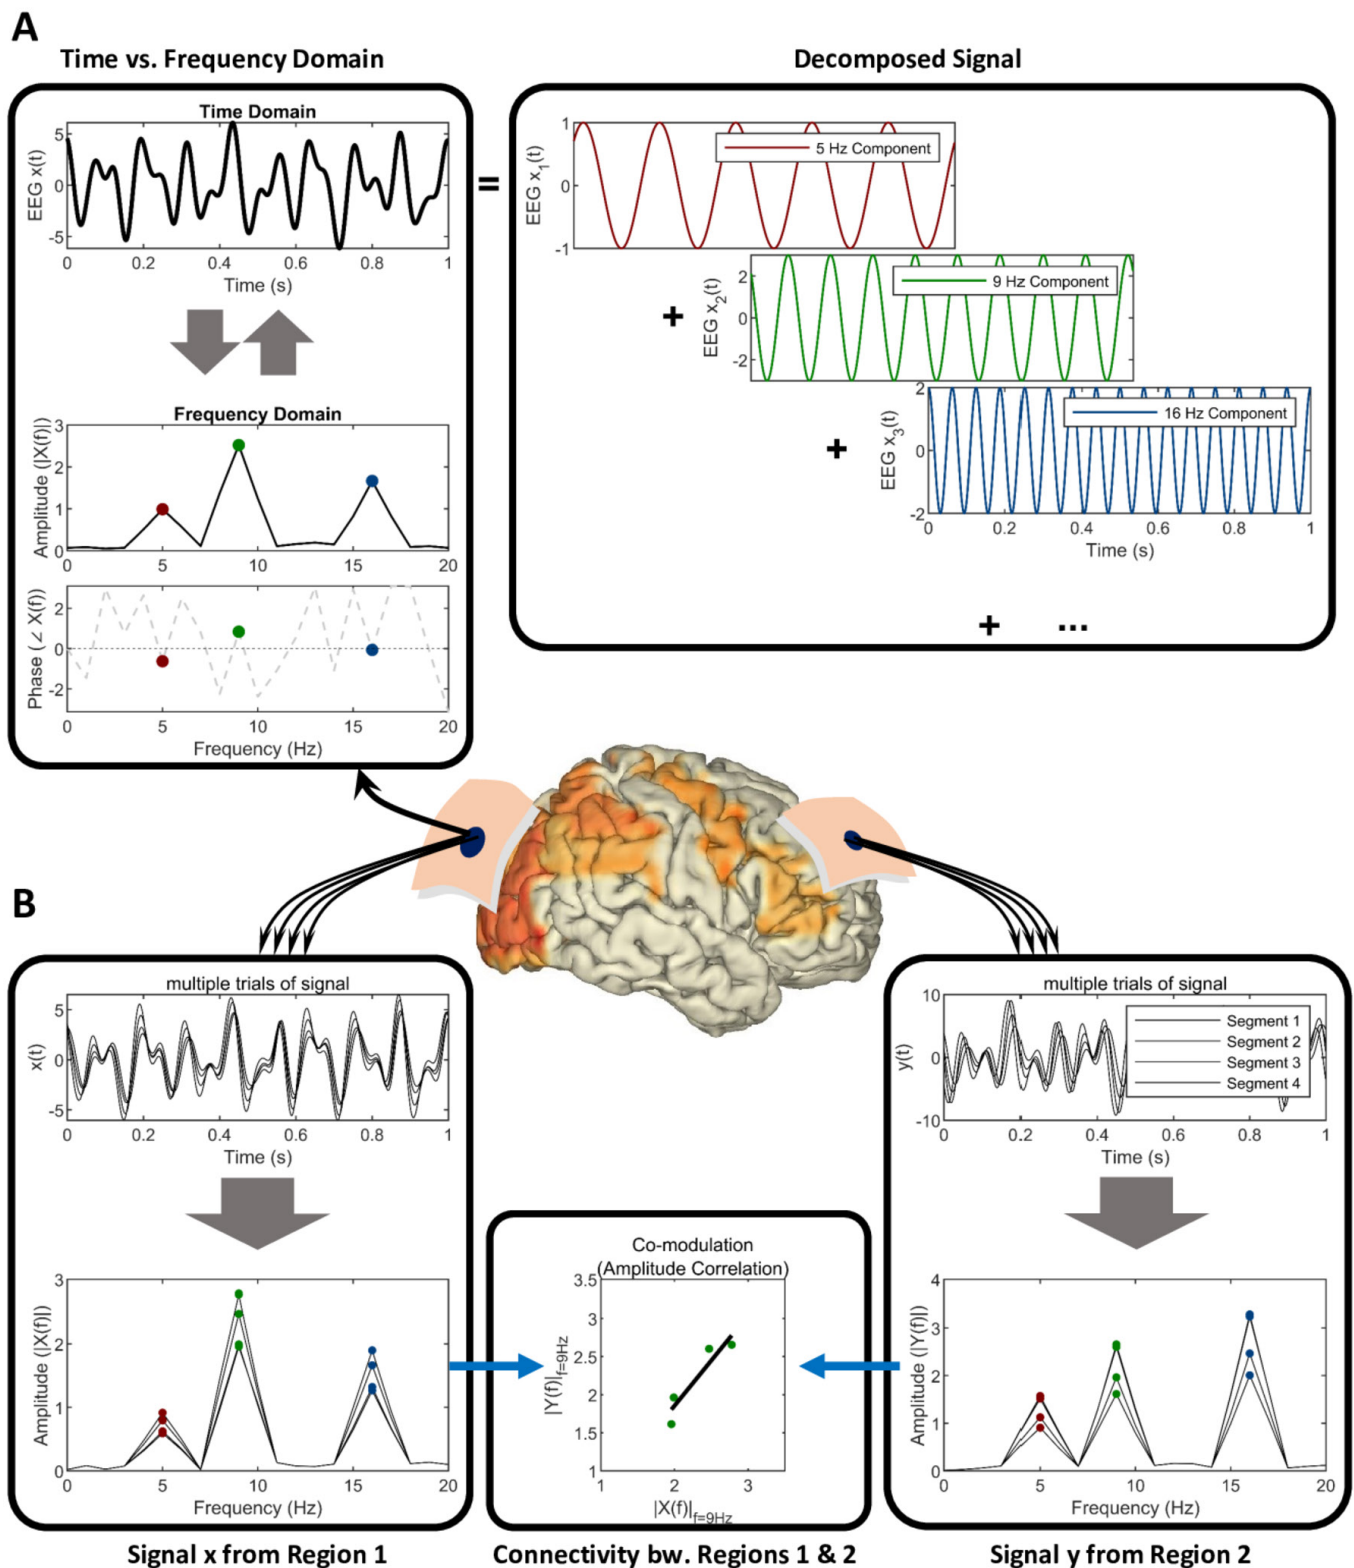 A
Time vs. Frequency Domain
Decomposed Signal
Time Domain
EEG x(t)
5
0
-5
0 0.2 0.4 0.6 0.8 1
Time (s)
=
EEG x1(t)
1
0
-1
5 Hz Component
+
EEG x2(t)
2
0
-2
9 Hz Component
+
EEG x3(t)
2
0
-2
16 Hz Component
0 0.2 0.4 0.6 0.8 1
Time (s)
+ ...
Frequency Domain
Amplitude (|X(f)|)
3
2
1
0
0 5 10 15 20
Phase (∠ X(f))
2
0
-2
0 5 10 15 20
Frequency (Hz)
B
multiple trials of signal
x(t)
5
0
-5
0 0.2 0.4 0.6 0.8 1
Time (s)
Amplitude (|X(f)|)
3
2
1
0
0 5 10 15 20
Frequency (Hz)
Signal x from Region 1
Co-modulation
(Amplitude Correlation)
|Y(f)|f=9Hz
3.5
3
2.5
2
1.5
1
1 2 3
|X(f)|f=9Hz
Connectivity bw. Regions 1 & 2
multiple trials of signal
y(t)
10
0
-10
Segment 1
Segment 2
Segment 3
Segment 4
0 0.2 0.4 0.6 0.8 1
Time (s)
Amplitude (|Y(f)|)
4
3
2
1
0
0 5 10 15 20
Frequency (Hz)
Signal y from Region 2